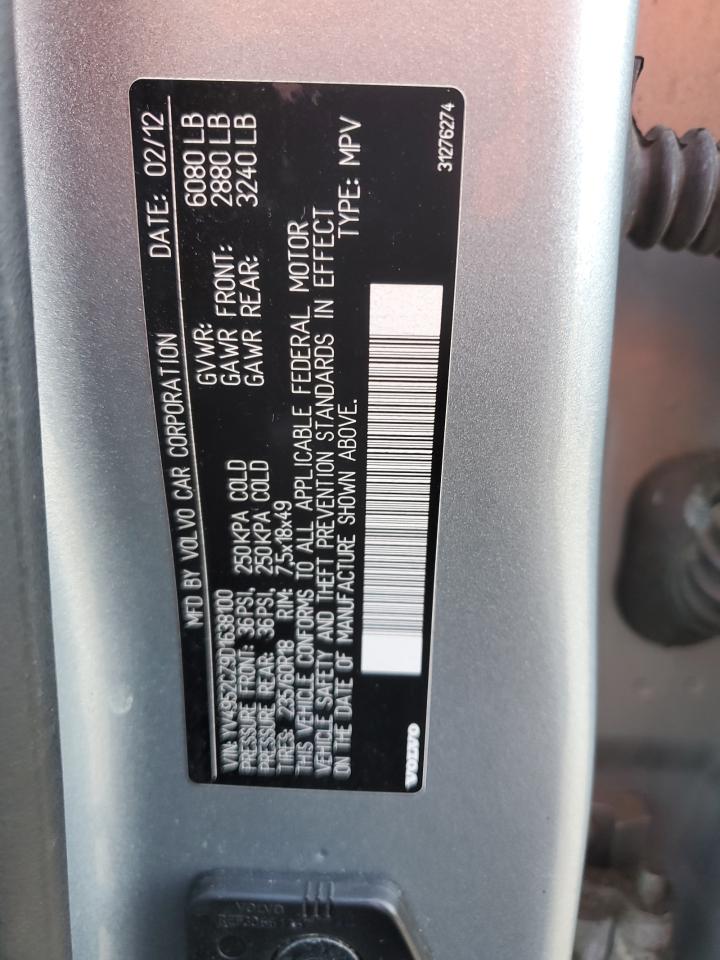 MFD BY VOLVO CAR CORPORATION DATE: 02/12
VIN: YV4952CZ9D1638100 GVWR: 6080 LB
PRESSURE FRONT: 36PSI, 250KPA COLD GAWR FRONT: 2880 LB
PRESSURE REAR: 36PSI, 250KPA COLD GAWR REAR: 3240 LB
TIRES: 235/60R18 RIM: 7,5x18x49
THIS VEHICLE CONFORMS TO ALL APPLICABLE FEDERAL MOTOR
VEHICLE SAFETY AND THEFT PREVENTION STANDARDS IN EFFECT
ON THE DATE OF MANUFACTURE SHOWN ABOVE. TYPE: MPV
VOLVO 31276274
VOLVO